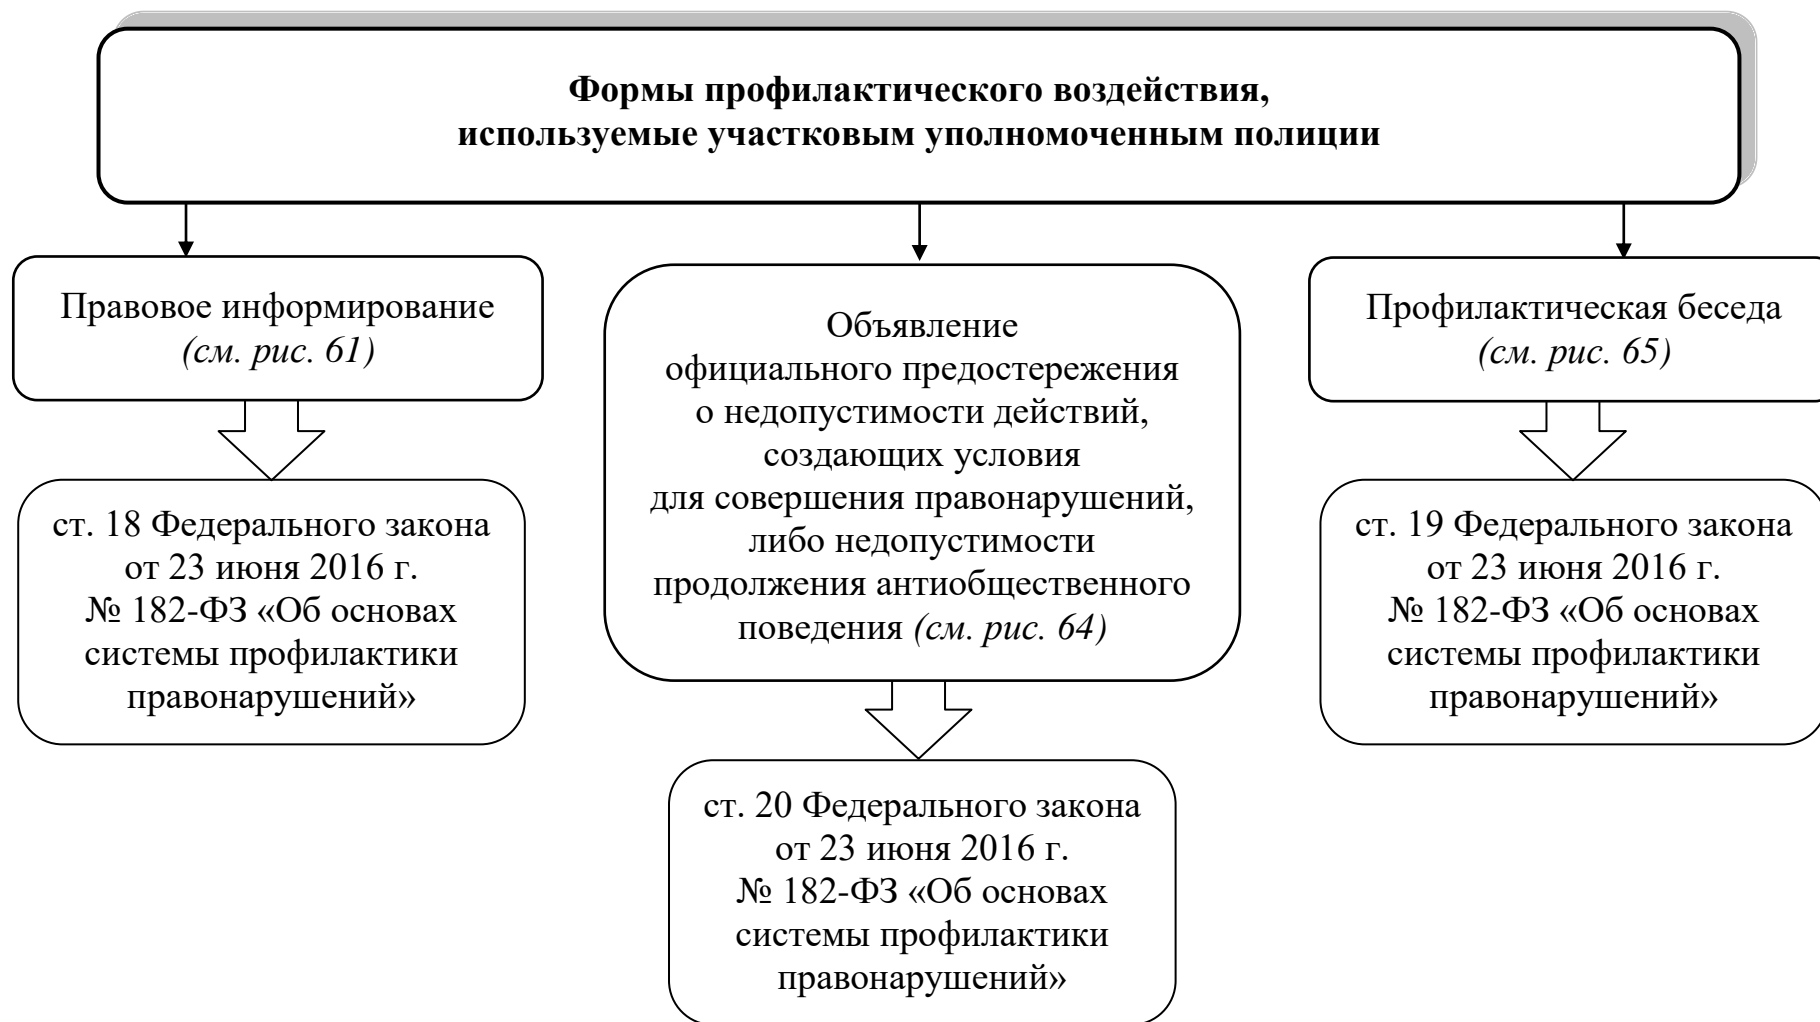 Формы профилактического воздействия,
используемые участковым уполномоченным полиции
Правовое информирование
(см. рис. 61)
ст. 18 Федерального закона
от 23 июня 2016 г.
№ 182-ФЗ «Об основах
системы профилактики
правонарушений»
Объявление
официального предостережения
о недопустимости действий,
создающих условия
для совершения правонарушений,
либо недопустимости
продолжения антиобщественного
поведения (см. рис. 64)
ст. 20 Федерального закона
от 23 июня 2016 г.
№ 182-ФЗ «Об основах
системы профилактики
правонарушений»
Профилактическая беседа
(см. рис. 65)
ст. 19 Федерального закона
от 23 июня 2016 г.
№ 182-ФЗ «Об основах
системы профилактики
правонарушений»